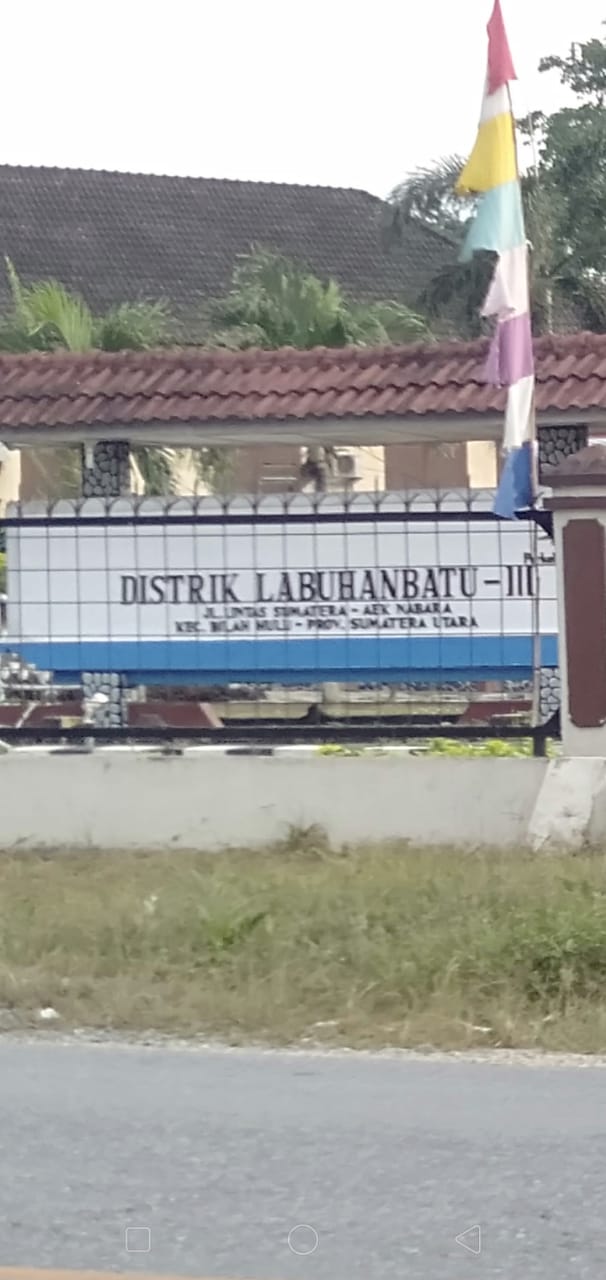 DISTRIK LABUHANBATU - III
JL. LINTAS SUMATERA - AEK NABARA
KEC. BILAH HULU - PROV. SUMATERA UTARA